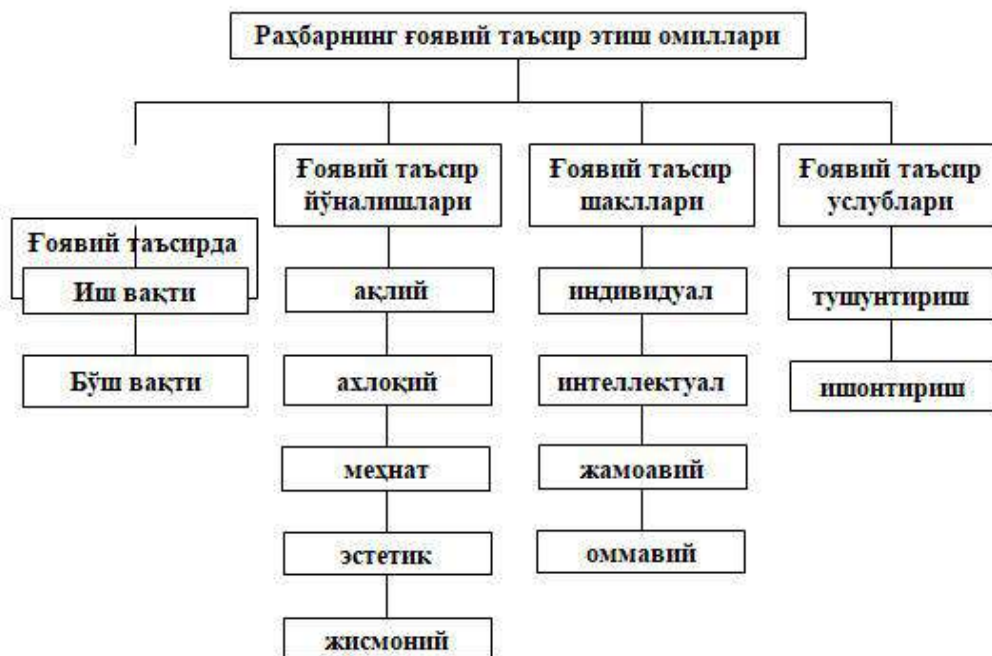 Раҳбарнинг ғоявий таъсир этиш омиллари
Ғоявий таъсирда
Иш вақти
Бўш вақти
Ғоявий таъсир
йўналишлари
ақлий
ахлоқий
меҳнат
эстетик
жисмоний
Ғоявий таъсир
шакллари
индивидуал
интеллектуал
жамоавий
оммавий
Ғоявий таъсир
услублари
тушунтириш
ишонтириш